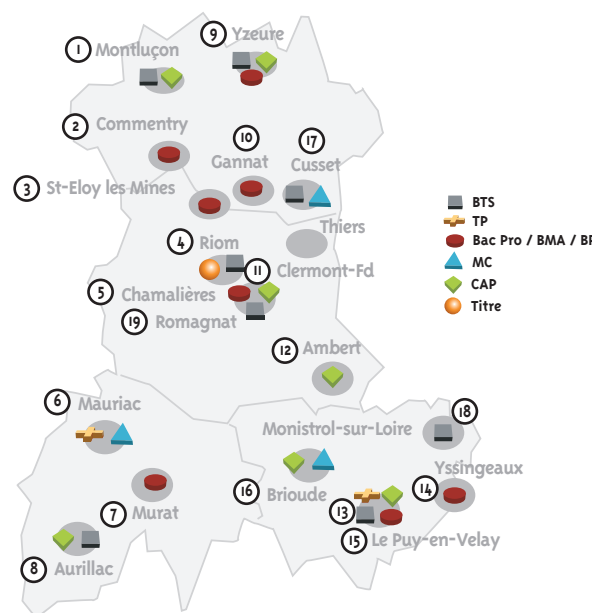 9 Yzeure
1 Montluçon
2 Commentry
10 Gannat
17 Cusset
3 St-Eloy les Mines
Thiers
4 Riom
11 Clermont-Fd
5 Chamalières
19 Romagnat
12 Ambert
BTS
TP
Bac Pro / BMA / BP
MC
CAP
Titre
6 Mauriac
18 Monistrol-sur-Loire
16 Brioude
14 Yssingeaux
7 Murat
13
15 Le Puy-en-Velay
8 Aurillac